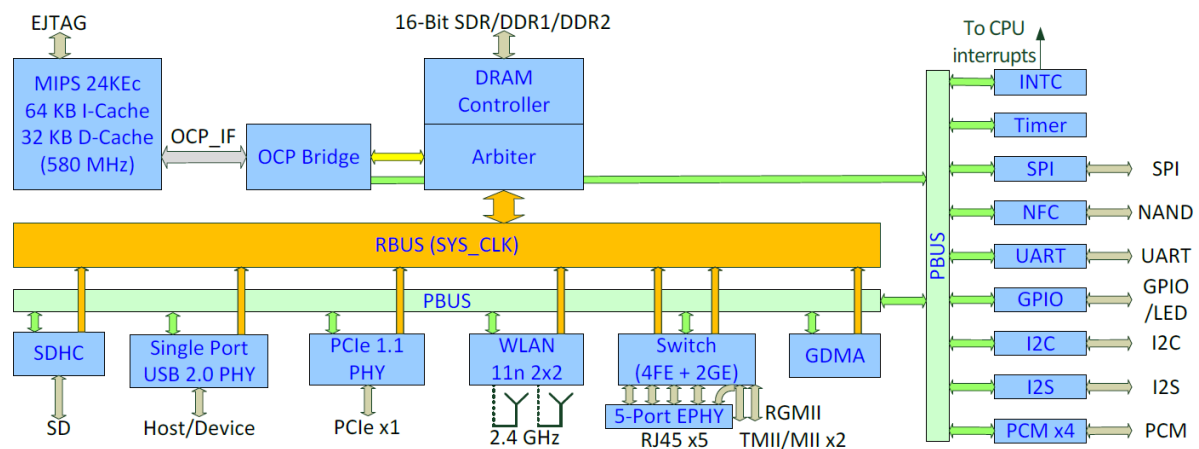 EJTAG
16-Bit SDR/DDR1/DDR2
To CPU
interrupts
MIPS 24KEc
64 KB I-Cache
32 KB D-Cache
(580 MHz)
OCP_IF
OCP Bridge
DRAM
Controller
Arbiter
RBUS (SYS_CLK)
PBUS
SDHC
Single Port
USB 2.0 PHY
PCIe 1.1
PHY
WLAN
11n 2x2
Switch
(4FE + 2GE)
GDMA
5-Port EPHY
SD
Host/Device
PCIe x1
2.4 GHz
RJ45 x5
RGMII
TMII/MII x2
PBUS
INTC
Timer
SPI
SPI
NFC
NAND
UART
UART
GPIO
GPIO
/LED
I2C
I2C
I2S
I2S
PCM x4
PCM